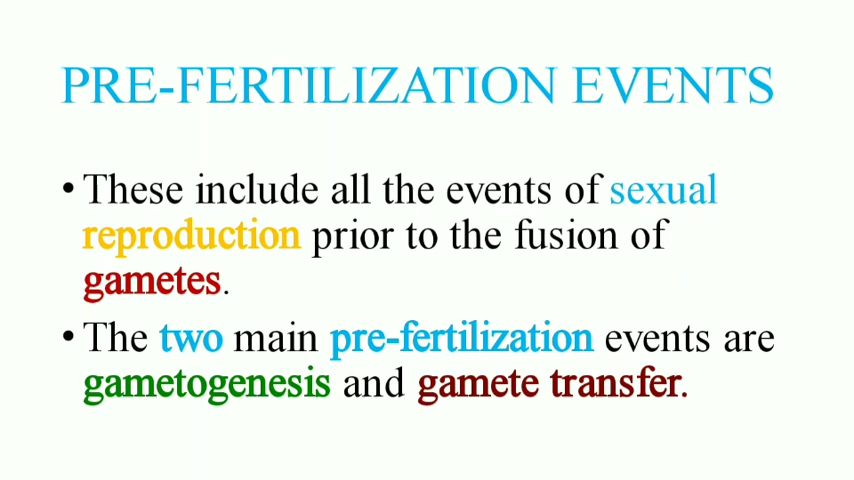 PRE-FERTILIZATION EVENTS
• These include all the events of sexual
reproduction prior to the fusion of
gametes.
• The two main pre-fertilization events are
gametogenesis and gamete transfer.